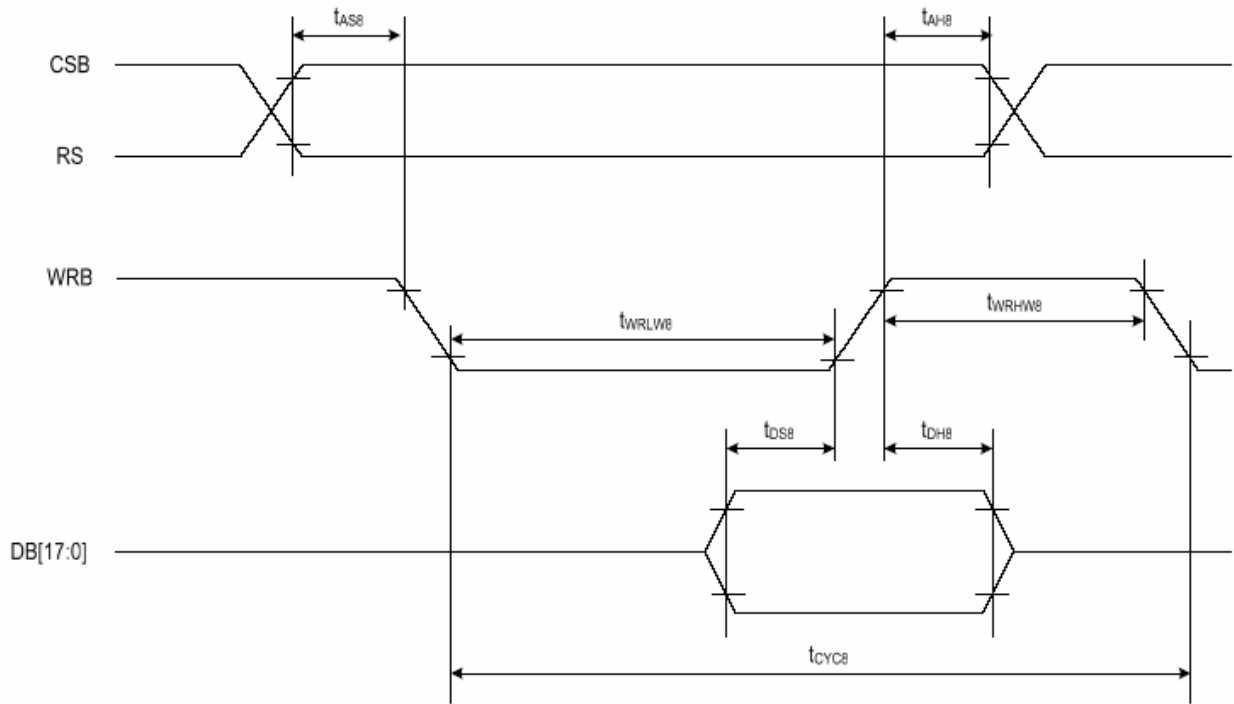 tAS8 tAH8
CSB
RS
WRB
tWRLW8 tWRHW8
tDS8 tDH8
DB[17:0]
tCYC8